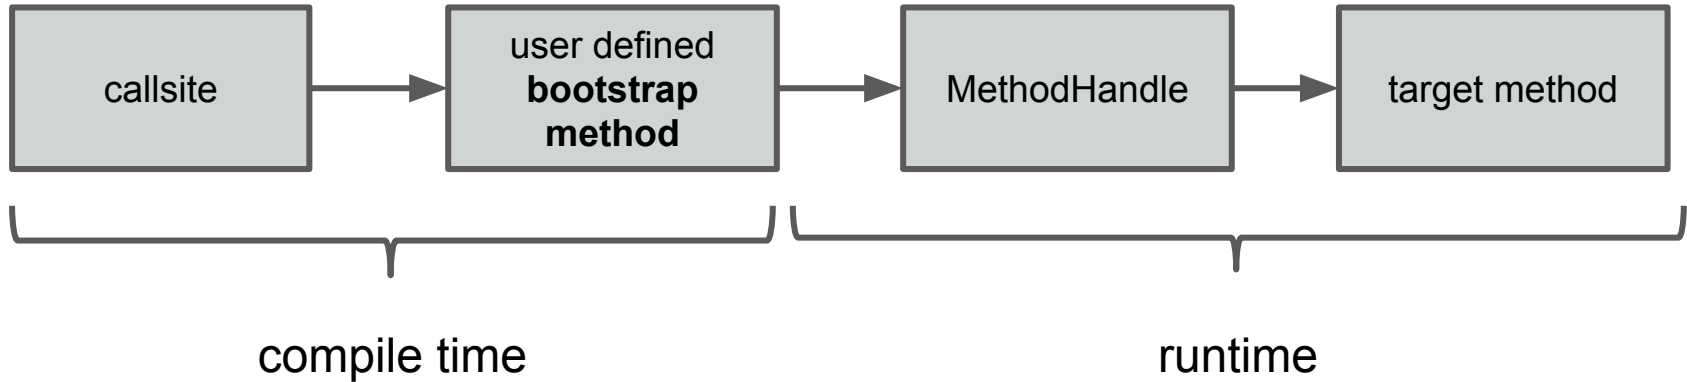 callsite
user defined
bootstrap
method
MethodHandle
target method
compile time
runtime